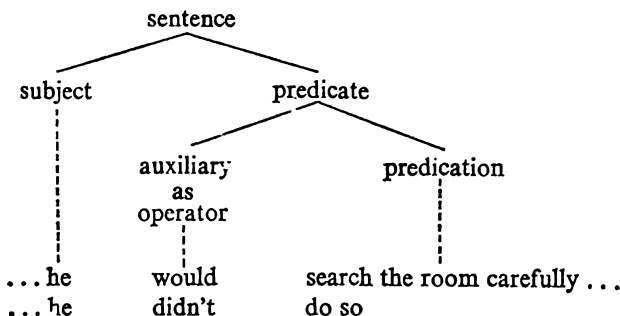 sentence
subject predicate
auxiliary predication
as
operator
...he would search the room carefully ...
...he didn't do so